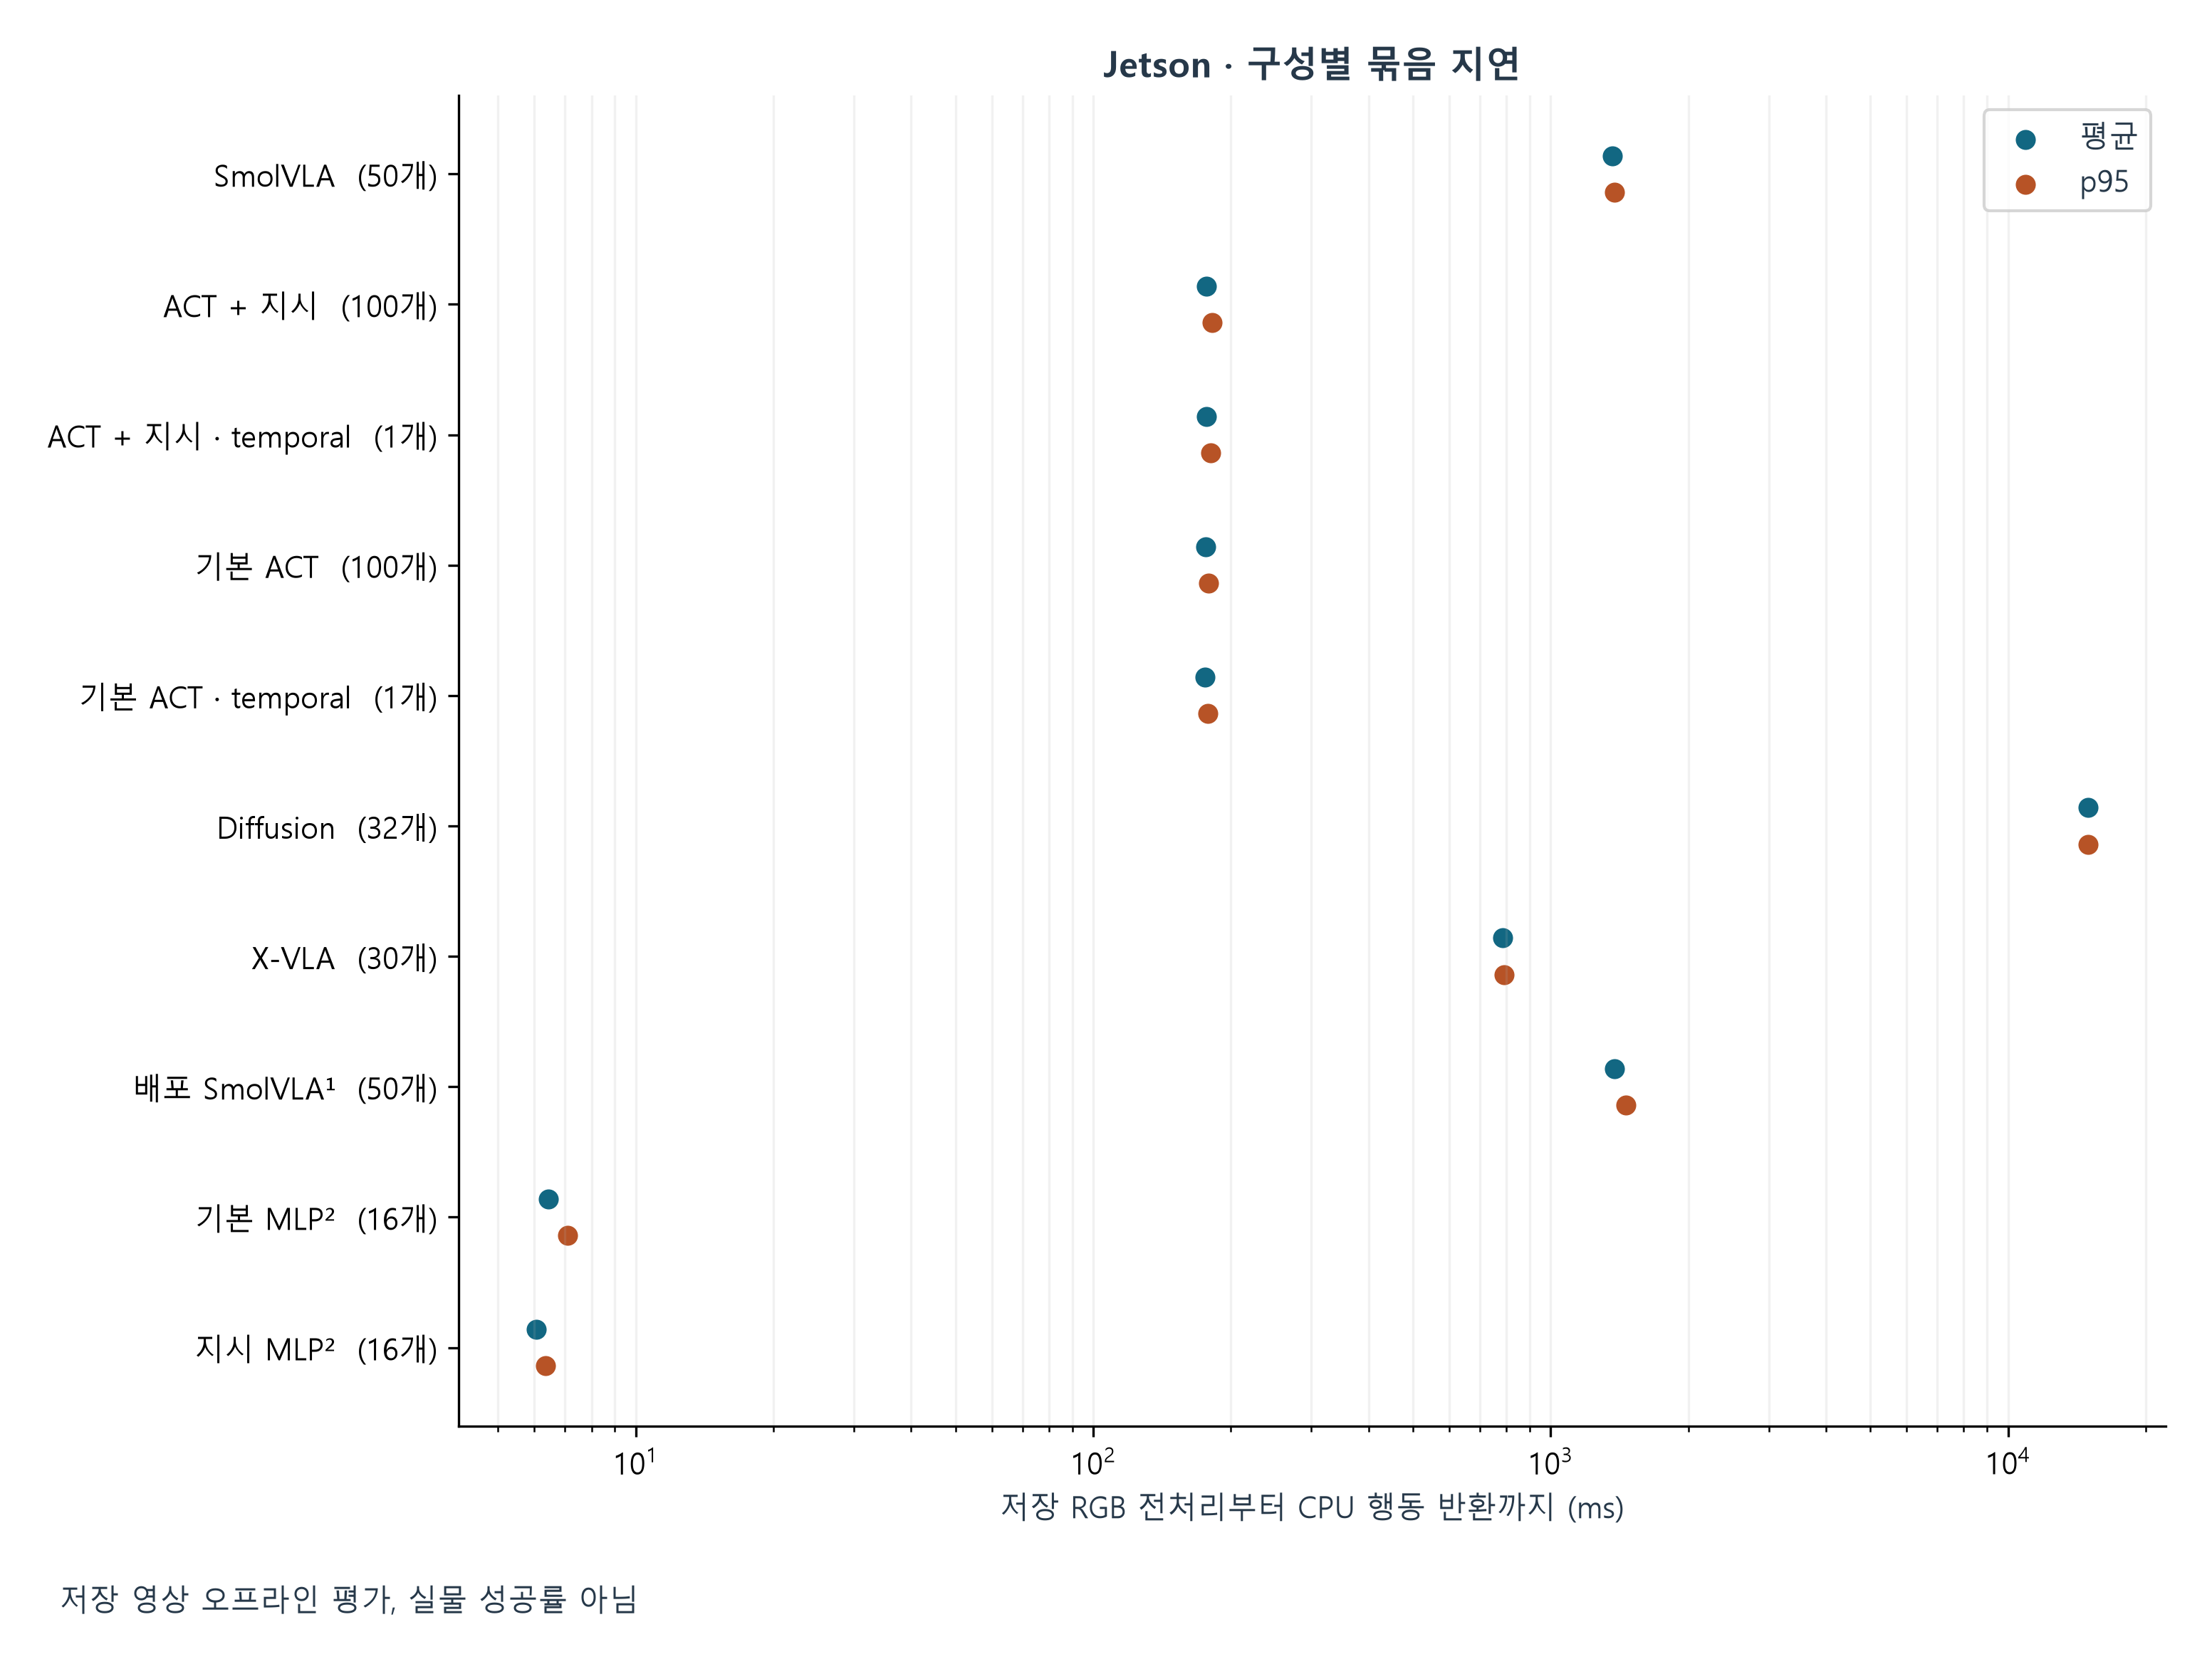 Jetson · 구성별 묶음 지연
평균
p95
SmolVLA (50개)
ACT + 지시 (100개)
ACT + 지시 · temporal (1개)
기본 ACT (100개)
기본 ACT · temporal (1개)
Diffusion (32개)
X-VLA (30개)
배포 SmolVLA¹ (50개)
기본 MLP² (16개)
지시 MLP² (16개)
10¹ 10² 10³ 10⁴
저장 RGB 전처리부터 CPU 행동 반환까지 (ms)
저장 영상 오프라인 평가, 실물 성공률 아님